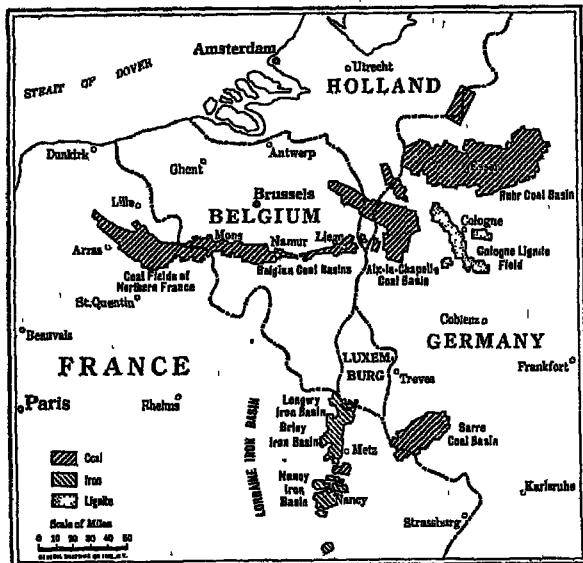 Amsterdam
Utrecht
HOLLAND
STRAIT OF DOVER
Dunkirk
Ghent
Antwerp
Ruhr Coal Basin
Lille
Brussels
BELGIUM
Cologne
Mons
Namur
Liege
Arras
Coal Fields of
Northern France
Belgian Coal Basins
Aix-la-Chapelle
Coal Basin
Cologne Lignite
Field
St. Quentin
Coblenz
Beauvais
GERMANY
FRANCE
LUXEM
BURG
Treves
Frankfort
Paris
Rheims
Longwy
Iron Basin
Briey
Iron Basin
LORRAINE IRON BASIN
Sarre
Coal Basin
Metz
Nancy
Iron
Basin
Nancy
Karlsruhe
Strassburg
Coal
Iron
Lignite
Scale of Miles
0 10 20 30 40 50